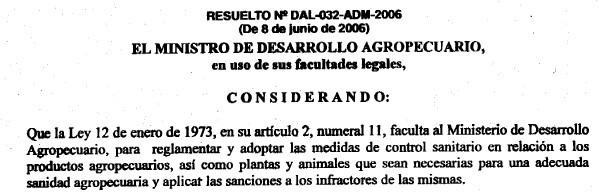 RESUELTO Nº DAL-032-ADM-2006
(De 8 de junio de 2006)
EL MINISTRO DE DESARROLLO AGROPECUARIO,
en uso de sus facultades legales,
CONSIDERANDO:
Que la Ley 12 de enero de 1973, en su artículo 2, numeral 11, faculta al Ministerio de Desarrollo
Agropecuario, para reglamentar y adoptar las medidas de control sanitario en relación a los
productos agropecuarios, así como plantas y animales que sean necesarias para una adecuada
sanidad agropecuaria y aplicar las sanciones a los infractores de las mismas.